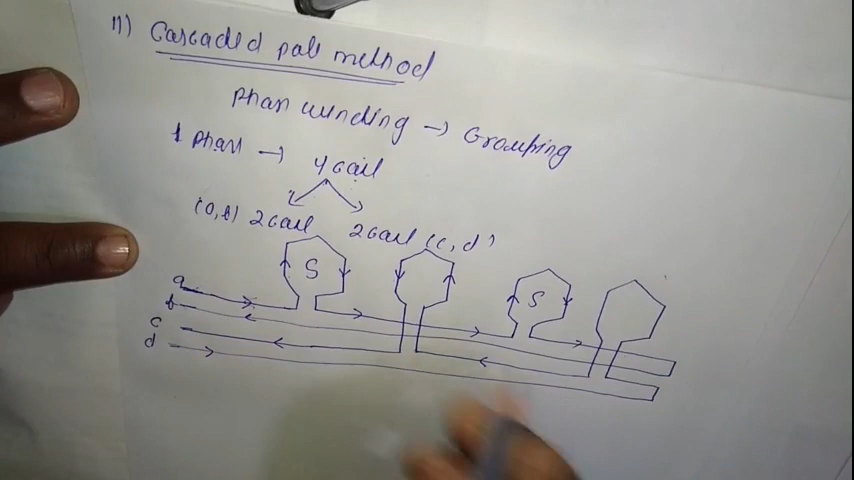 11) Cascaded pole method
Phase winding → Grouping
1 phase → 4 Coil
(a,b) 2 Coil 2 Coil (c,d)
S
S
a
b
c
d